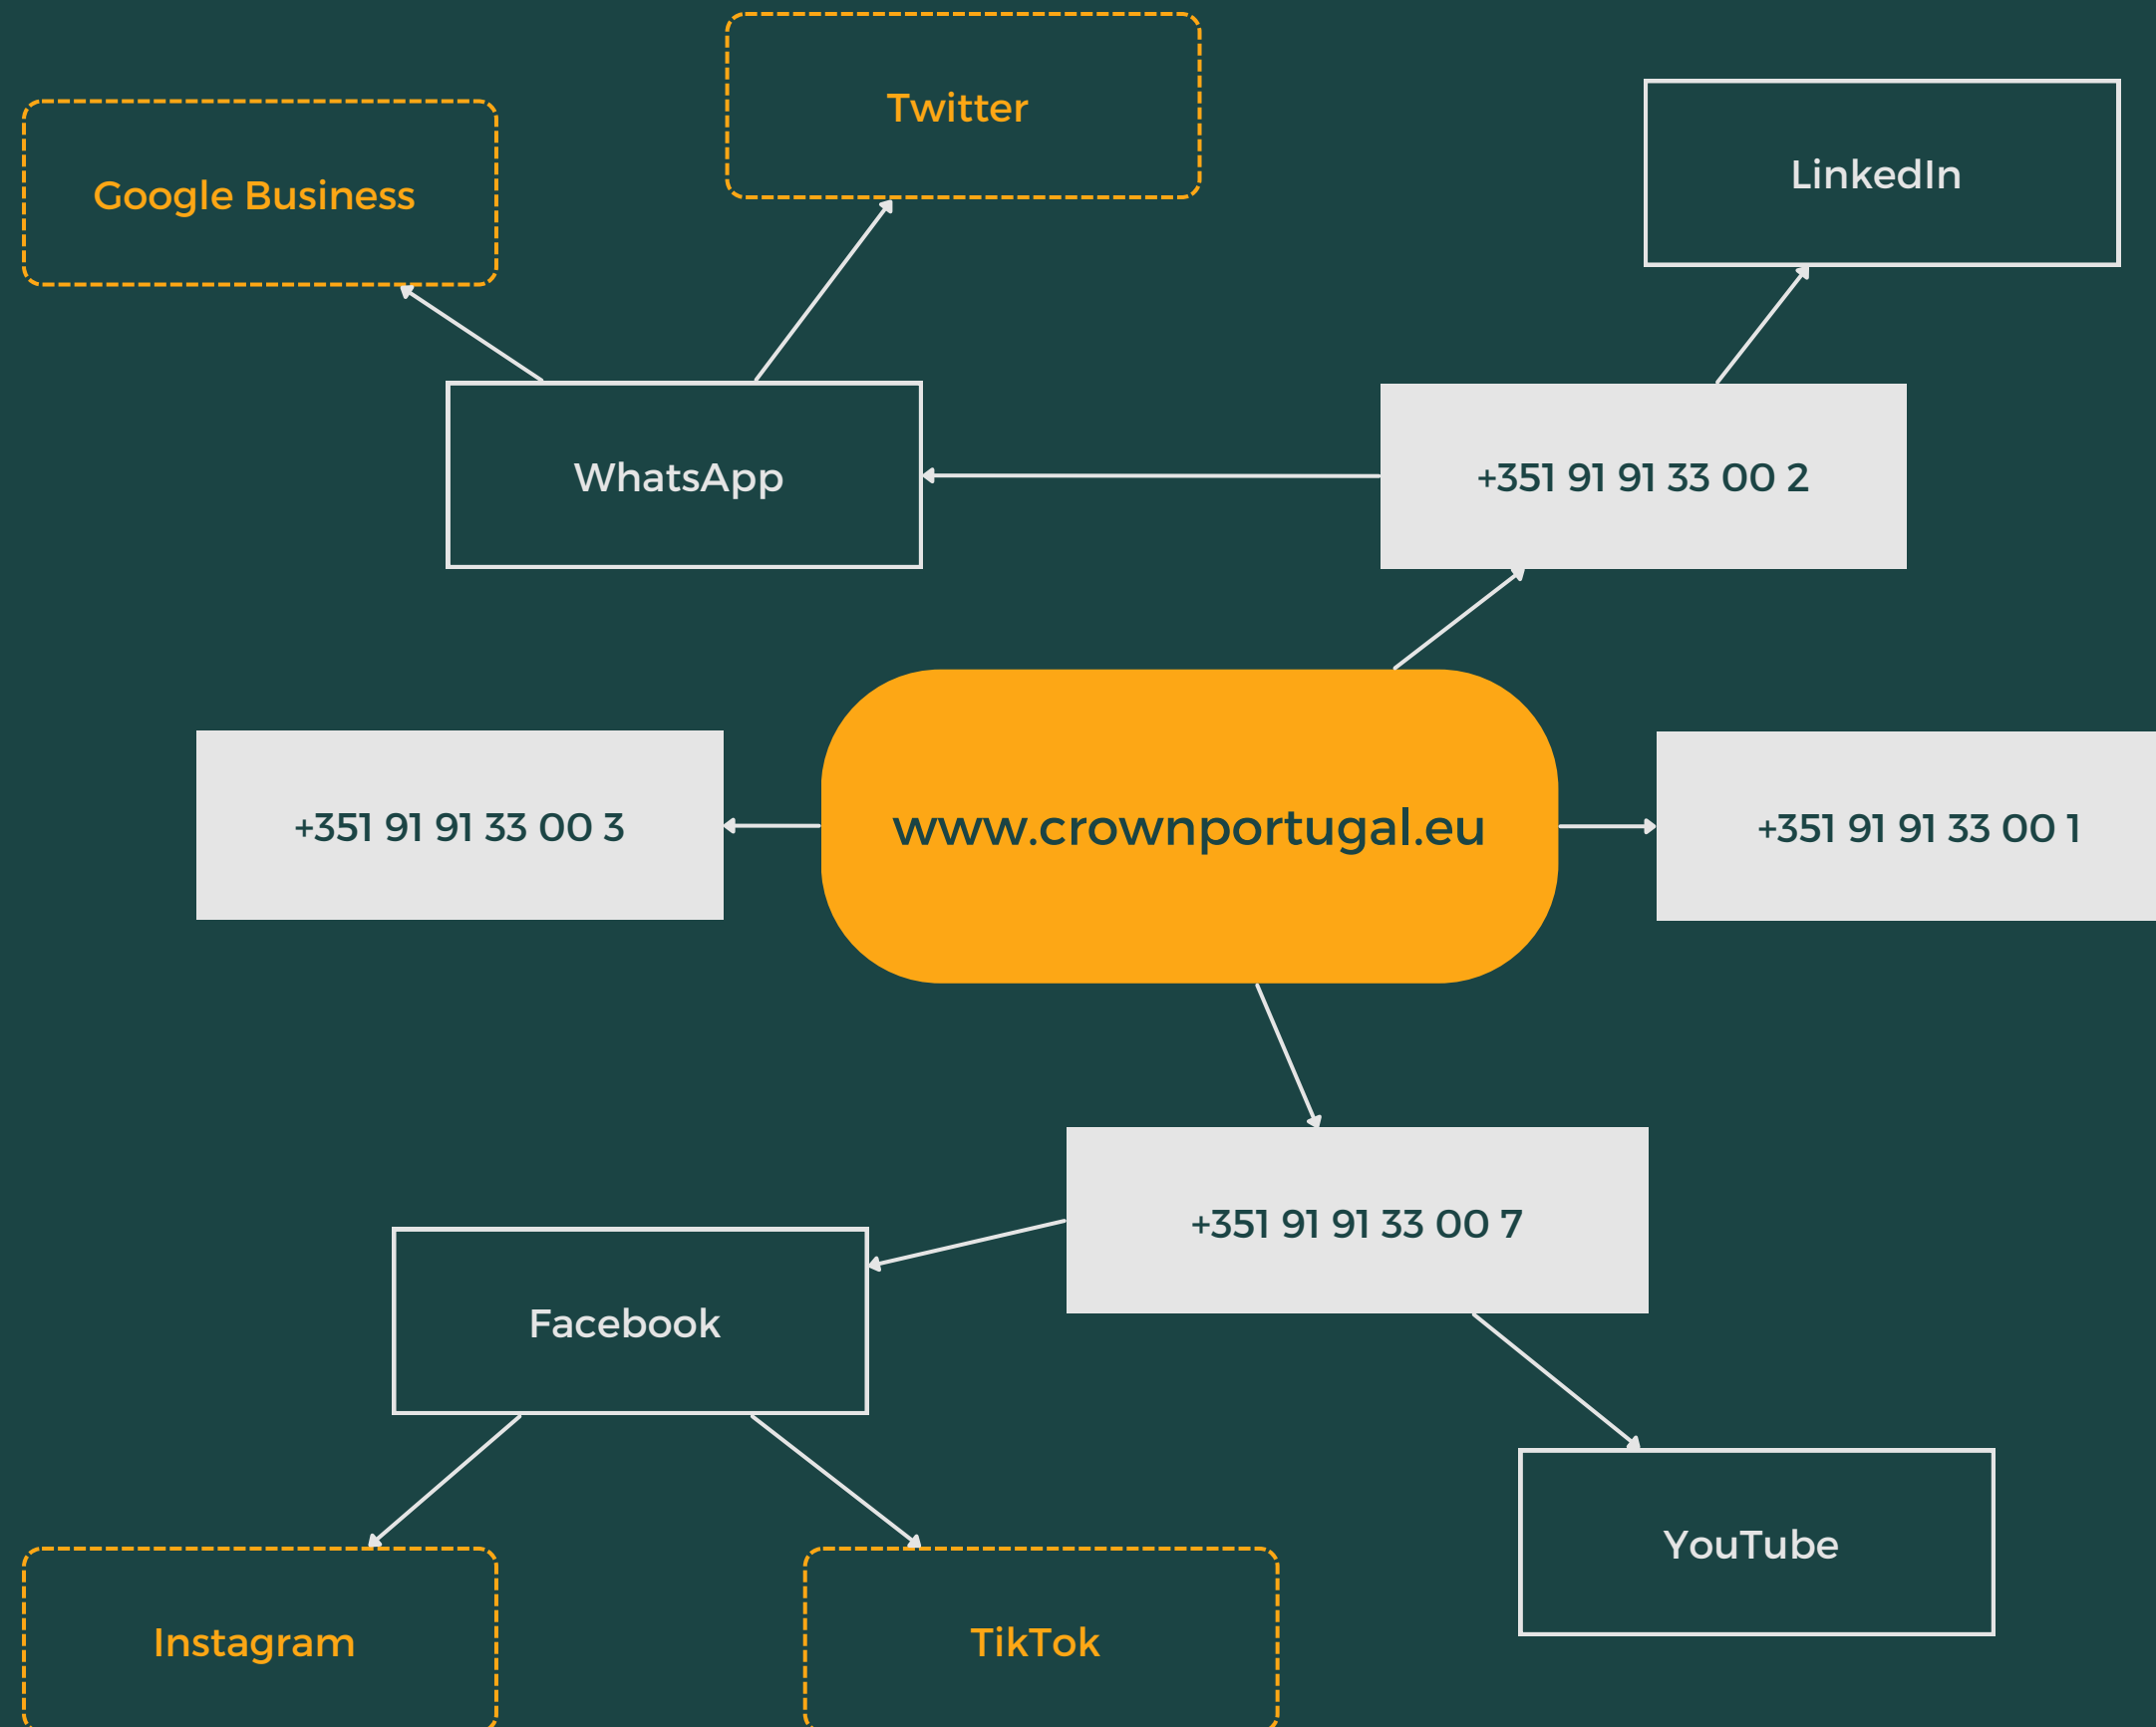 Twitter
Google Business
LinkedIn
WhatsApp
+351 91 91 33 00 2
+351 91 91 33 00 3
www.crownportugal.eu
+351 91 91 33 00 1
+351 91 91 33 00 7
Facebook
YouTube
Instagram
TikTok